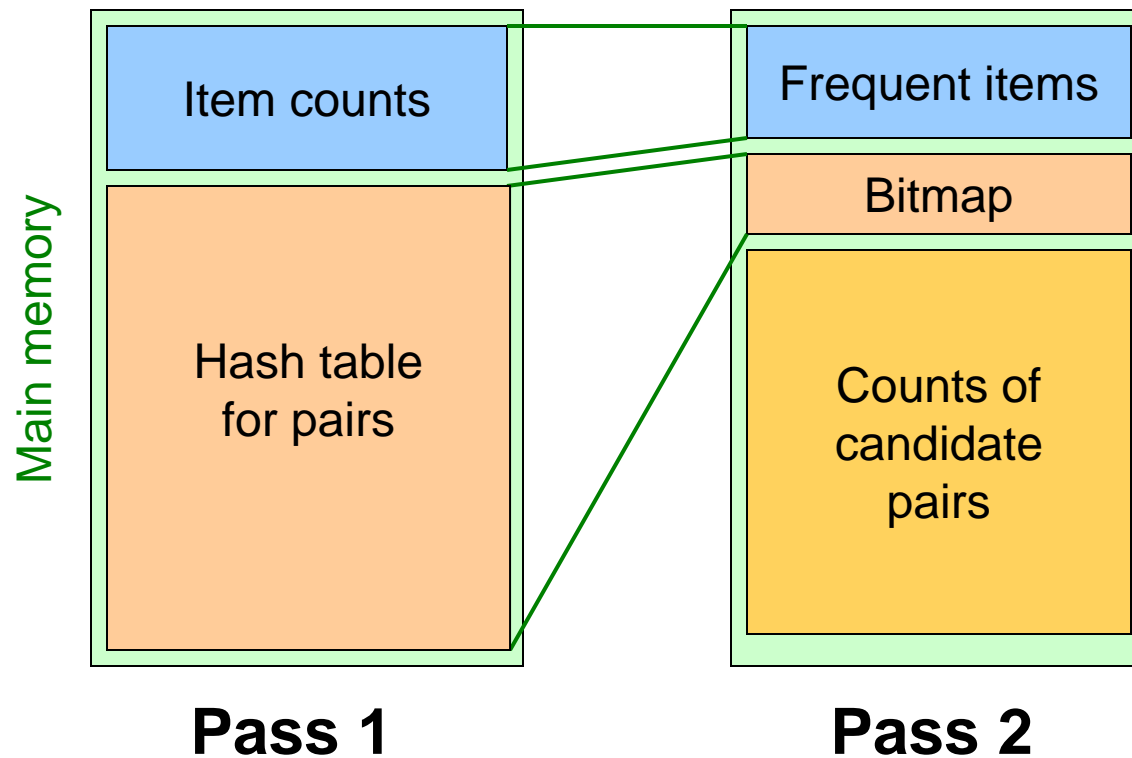 Main memory
Item counts
Hash table
for pairs
Pass 1
Frequent items
Bitmap
Counts of
candidate
pairs
Pass 2